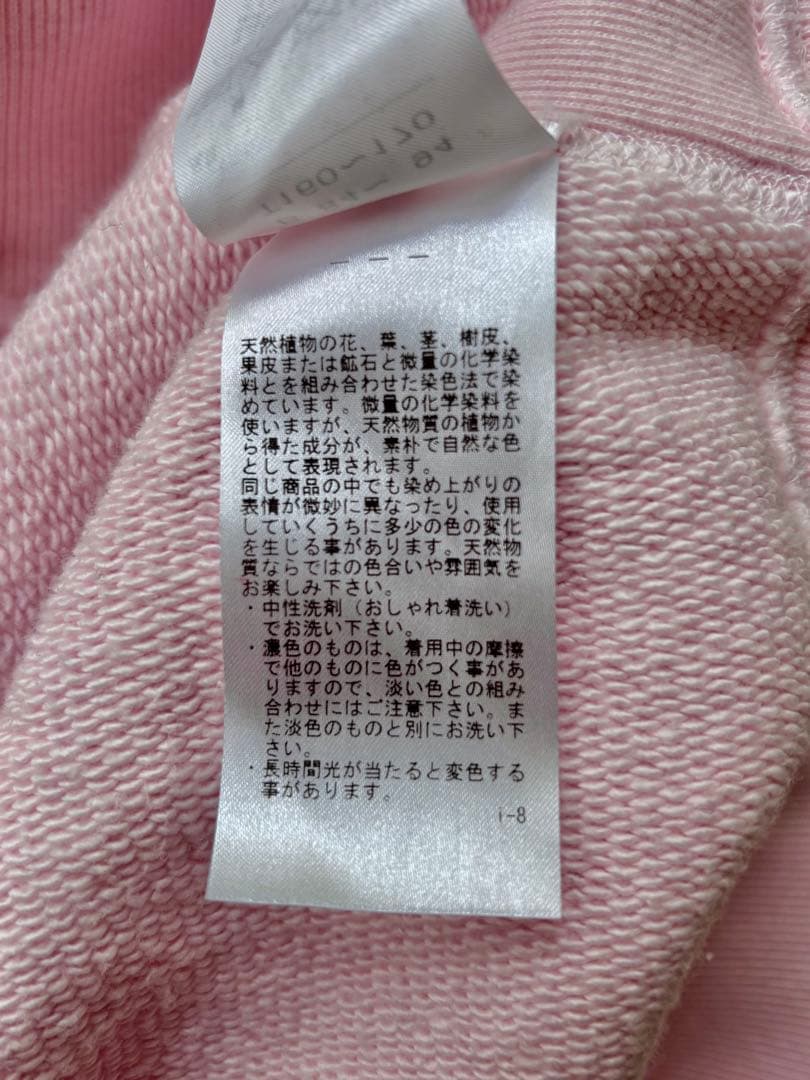 160〜170
94
天然植物の花、葉、茎、樹皮、
果皮または鉱石と微量の化学染
料とを組み合わせた染色法で染
めています。微量の化学染料を
使いますが、天然物質の植物か
ら得た成分が、素朴で自然な色
として表現されます。
同じ商品の中でも染め上がりの
表情が微妙に異なったり、使用
していくうちに多少の色の変化
を生じる事があります。天然物
質ならではの色合いや雰囲気を
お楽しみ下さい。
・中性洗剤（おしゃれ着洗い）
でお洗い下さい。
・濃色のものは、着用中の摩擦
で他のものに色がつく事があ
りますので、淡い色との組み
合わせにはご注意下さい。ま
た淡色のものと別にお洗い下
さい。
・長時間光が当たると変色する
事があります。
i-8